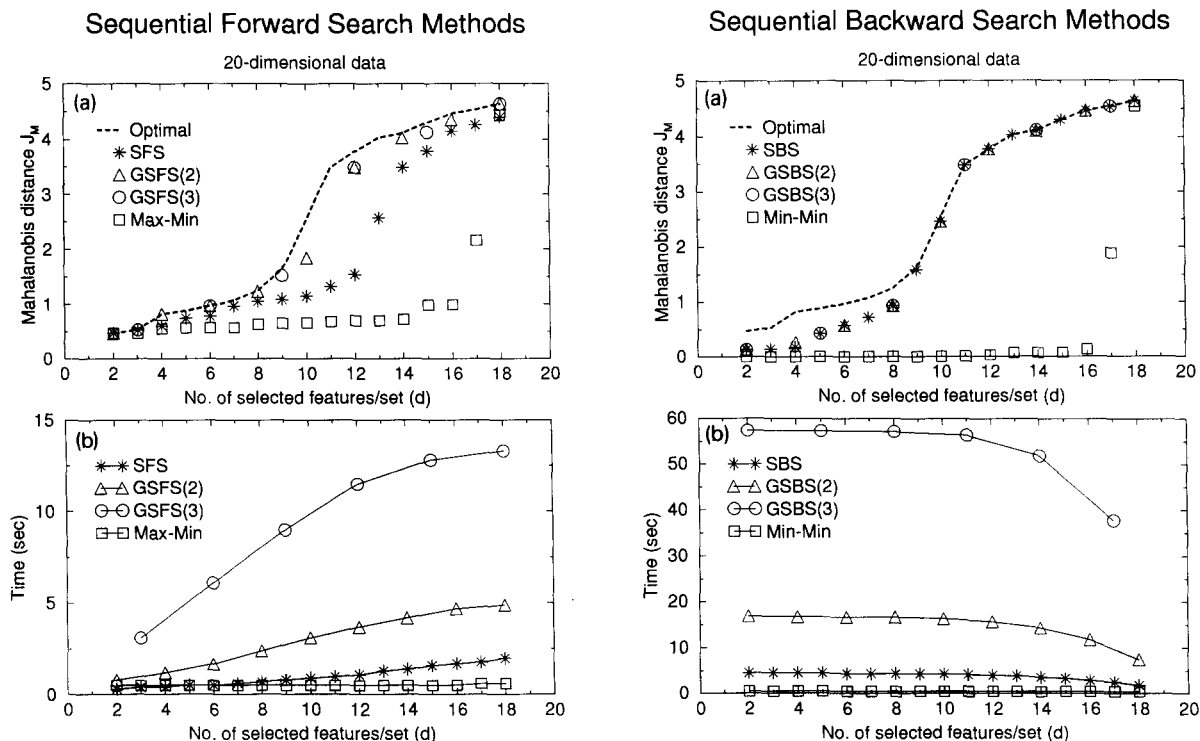 Sequential Forward Search Methods
20-dimensional data
(a)
Optimal
SFS
GSFS(2)
GSFS(3)
Max-Min
5
4
3
2
1
0
Mahalanobis distance J_M
0 2 4 6 8 10 12 14 16 18 20
No. of selected features/set (d)
(b)
SFS
GSFS(2)
GSFS(3)
Max-Min
15
10
5
0
Time (sec)
0 2 4 6 8 10 12 14 16 18 20
No. of selected features/set (d)
Sequential Backward Search Methods
20-dimensional data
(a)
Optimal
SBS
GSBS(2)
GSBS(3)
Min-Min
5
4
3
2
1
0
Mahalanobis distance J_M
0 2 4 6 8 10 12 14 16 18 20
No. of selected features/set (d)
(b)
SBS
GSBS(2)
GSBS(3)
Min-Min
60
50
40
30
20
10
0
Time (sec)
0 2 4 6 8 10 12 14 16 18 20
No. of selected features/set (d)